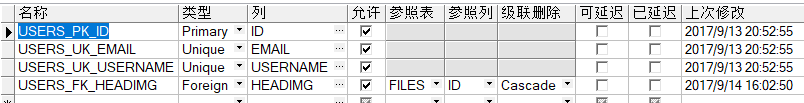 名称 类型 列 允许 参照表 参照列 级联删除 可延迟 已延迟 上次修改
USERS_PK_ID Primary ID ... 2017/9/13 20:52:55
USERS_UK_EMAIL Unique EMAIL ... 2017/9/13 20:52:55
USERS_UK_USERNAME Unique USERNAME ... 2017/9/13 20:52:55
USERS_FK_HEADIMG Foreign HEADIMG ... FILES ID Cascade 2017/9/14 16:02:50
* ...